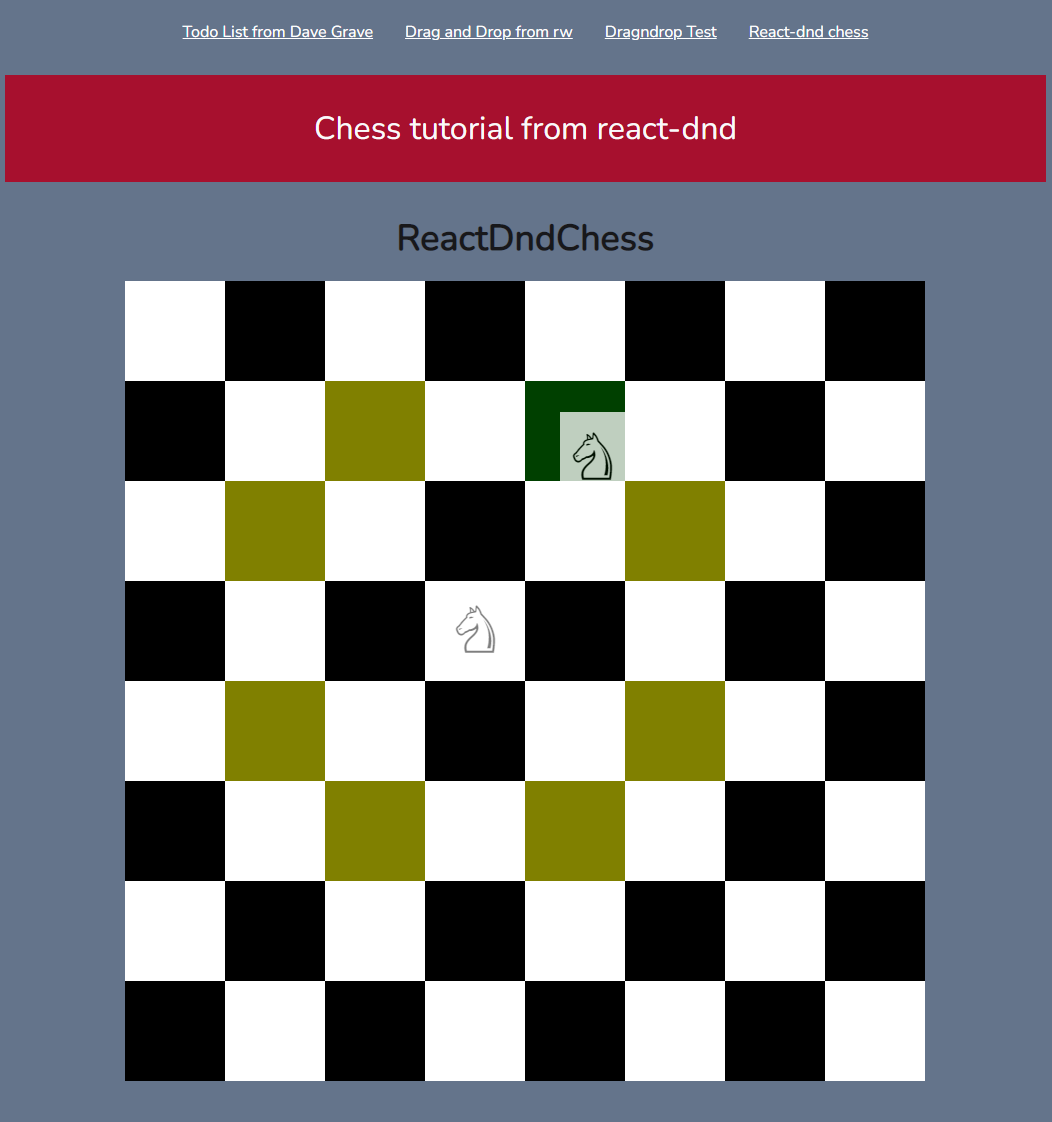 Todo List from Dave Grave Drag and Drop from rw Dragndrop Test React-dnd chess
Chess tutorial from react-dnd
ReactDndChess